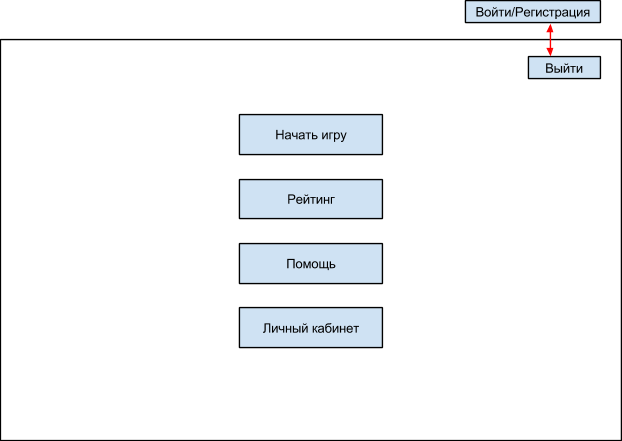 Войти/Регистрация
Выйти
Начать игру
Рейтинг
Помощь
Личный кабинет